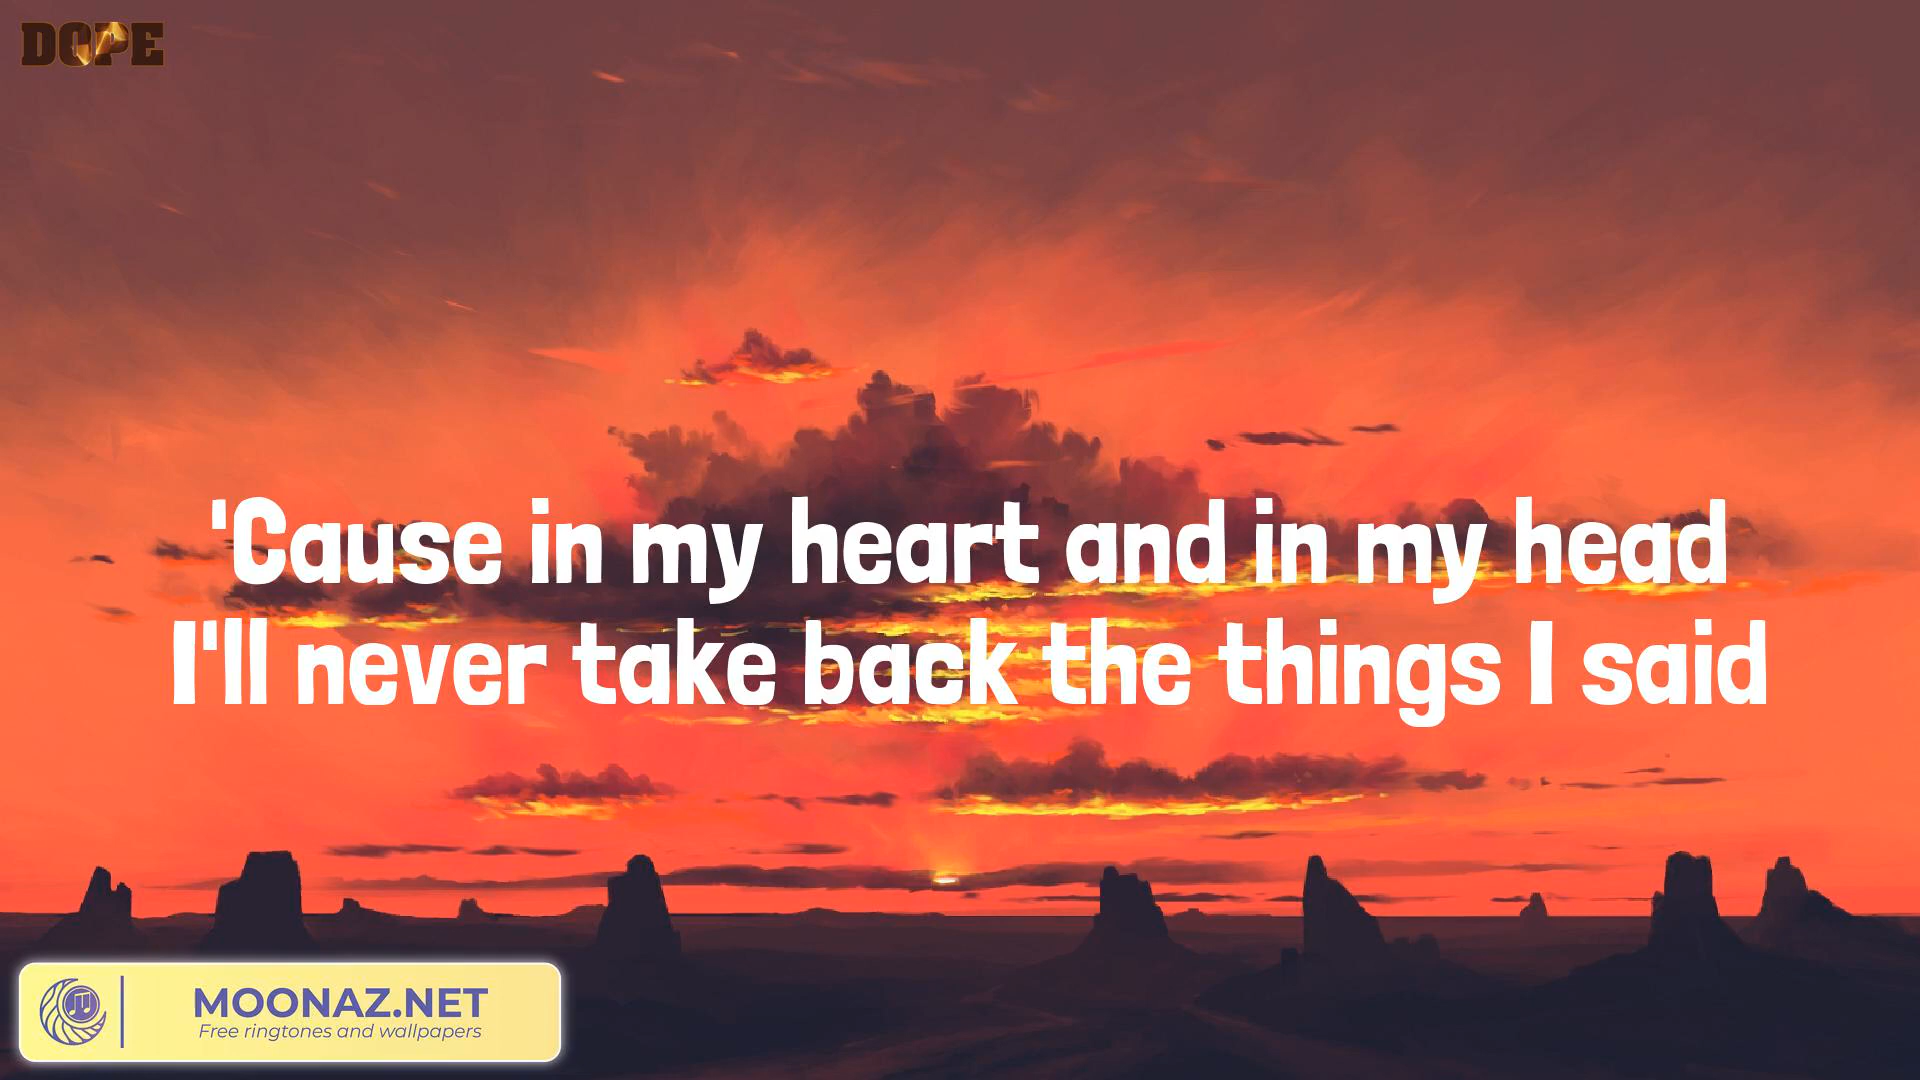 DOPE
'Cause in my heart and in my head
I'll never take back the things I said
MOONAZ.NET
Free ringtones and wallpapers